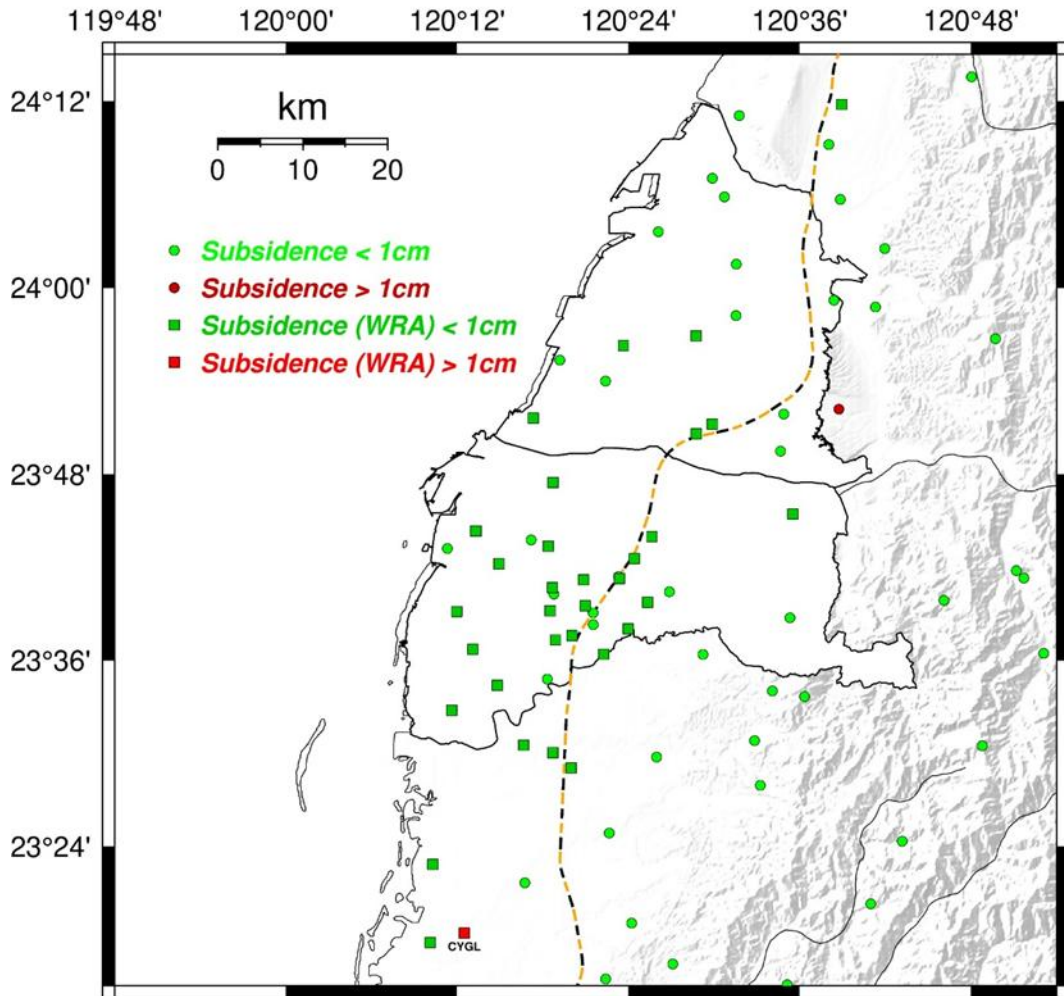 119°48' 120°00' 120°12' 120°24' 120°36' 120°48'
24°12'
km
0 10 20
Subsidence < 1cm
24°00'
Subsidence > 1cm
Subsidence (WRA) < 1cm
Subsidence (WRA) > 1cm
23°48'
23°36'
23°24'
CYGL